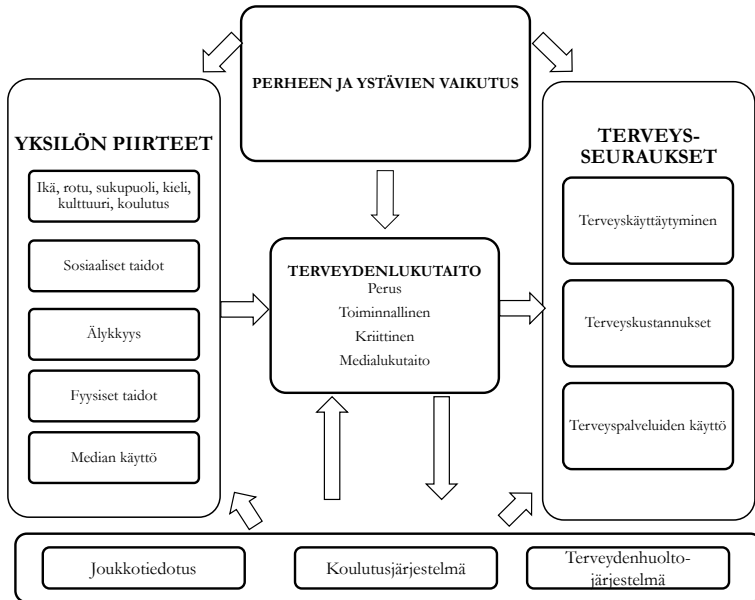 PERHEEN JA YSTÄVIEN VAIKUTUS
YKSILÖN PIIRTEET
Ikä, rotu, sukupuoli, kieli,
kulttuuri, koulutus
Sosiaaliset taidot
Älykkyys
Fyysiset taidot
Median käyttö
TERVEYDENLUKUTAITO
Perus
Toiminnallinen
Kriittinen
Medialukutaito
TERVEYS-
SEURAUKSET
Terveyskäyttäytyminen
Terveyskustannukset
Terveyspalveluiden käyttö
Joukkotiedotus
Koulutusjärjestelmä
Terveydenhuolto-
järjestelmä